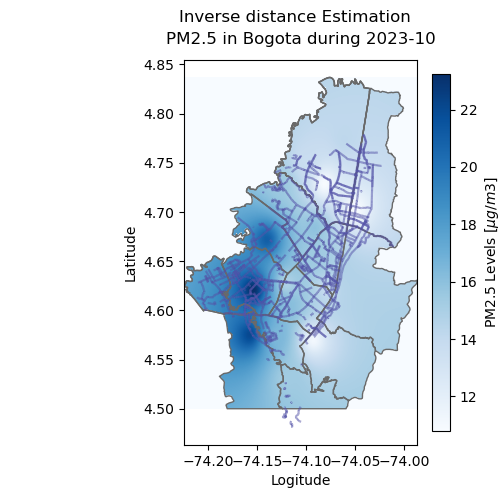 Inverse distance Estimation
PM2.5 in Bogota during 2023-10
4.85
4.80
4.75
4.70
4.65
4.60
4.55
4.50
Latitude
−74.20 −74.15 −74.10 −74.05 −74.00
Logitude
22
20
18
16
14
12
PM2.5 Levels [μg/m3]